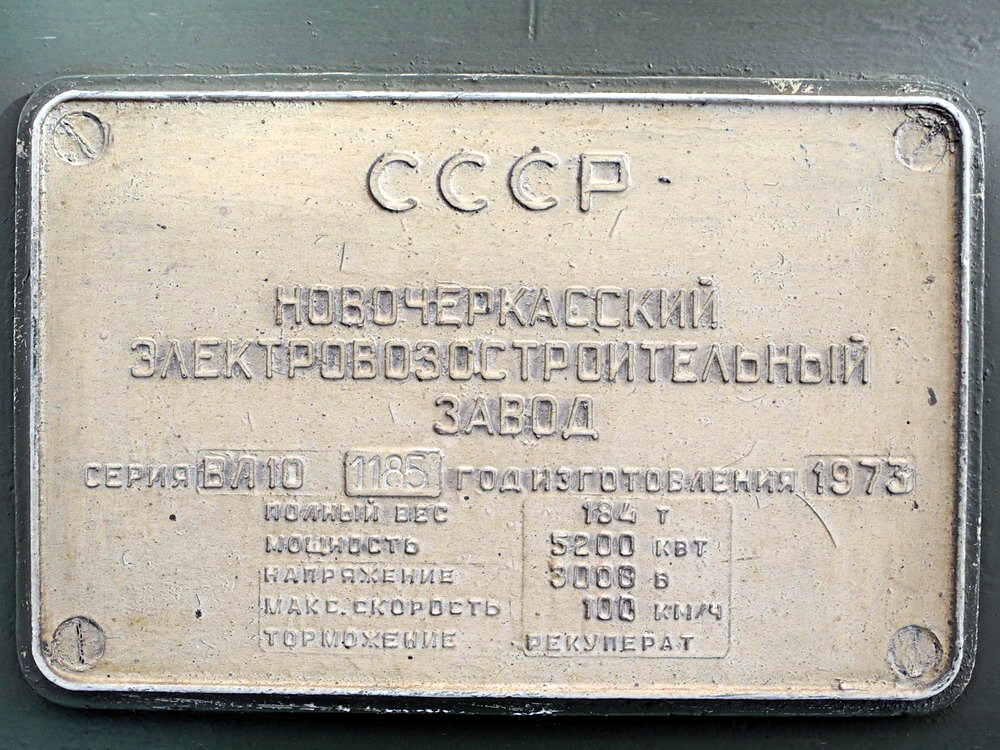 СССР
НОВОЧЕРКАССКИЙ
ЭЛЕКТРОВОЗОСТРОИТЕЛЬНЫЙ
ЗАВОД
СЕРИЯ ВЛ10 1185 ГОД ИЗГОТОВЛЕНИЯ 1973
ПОЛНЫЙ ВЕС 184 Т
МОЩНОСТЬ 5200 КВТ
НАПРЯЖЕНИЕ 3000 В
МАКС. СКОРОСТЬ 100 КМ/Ч
ТОРМОЖЕНИЕ РЕКУПЕРАТ